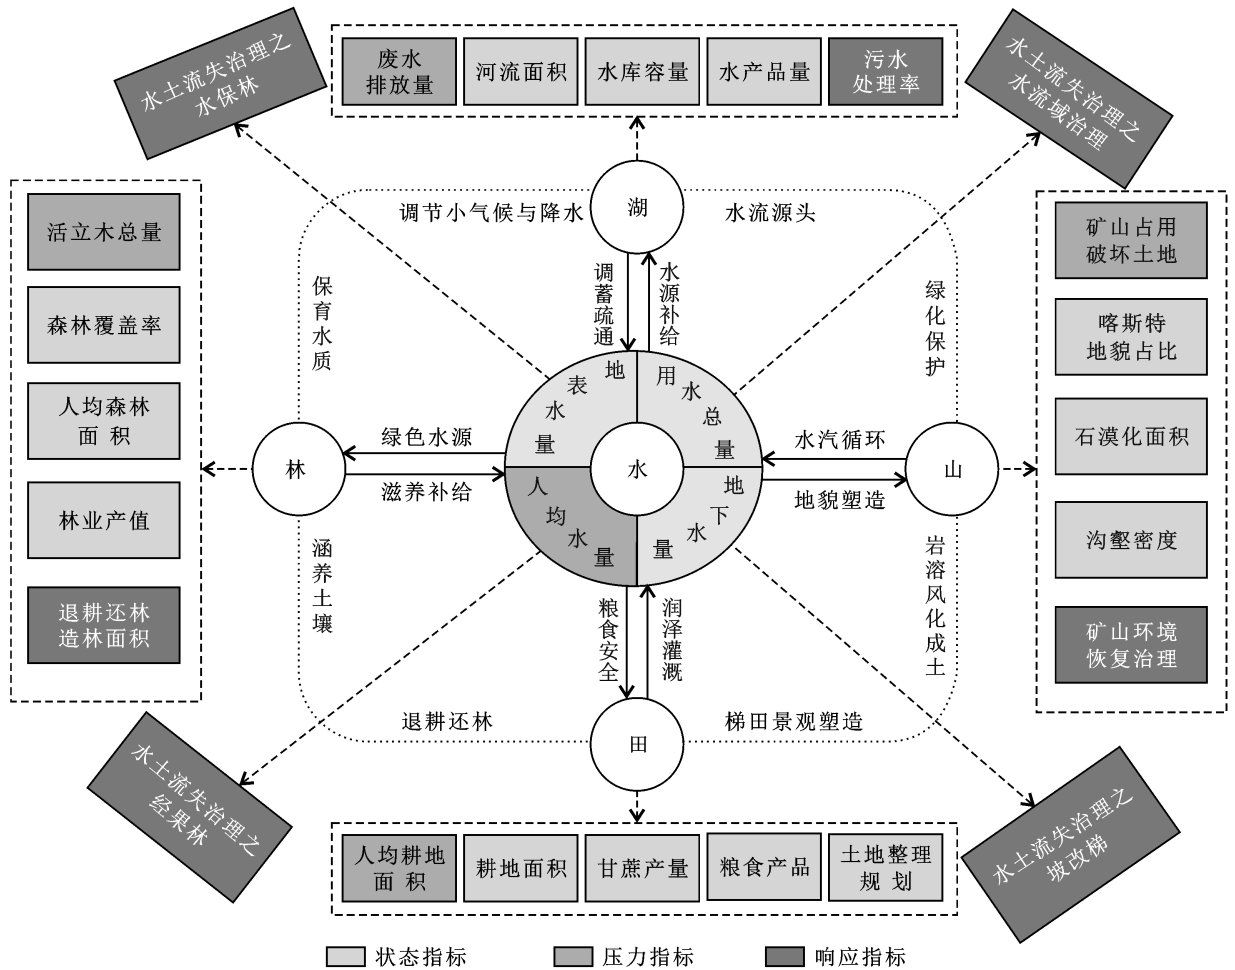 水土流失治理之
水保林
废水
排放量
河流面积
水库容量
水产品量
污水
处理率
水土流失治理之
水流域治理
湖
调节小气候与降水
水流源头
调蓄疏通
水源补给
保育水质
绿化保护
活立木总量
森林覆盖率
人均森林
面 积
林业产值
退耕还林
造林面积
矿山占用
破坏土地
喀斯特
地貌占比
石漠化面积
沟壑密度
矿山环境
恢复治理
地表水量
用水总量
人均水量
地下水量
水
林
绿色水源
滋养补给
山
水汽循环
地貌塑造
涵养土壤
岩溶风化成土
粮食安全
润泽灌溉
退耕还林
田
梯田景观塑造
水土流失治理之
经果林
水土流失治理之
坡改梯
人均耕地
面 积
耕地面积
甘蔗产量
粮食产品
土地整理
规 划
状态指标
压力指标
响应指标